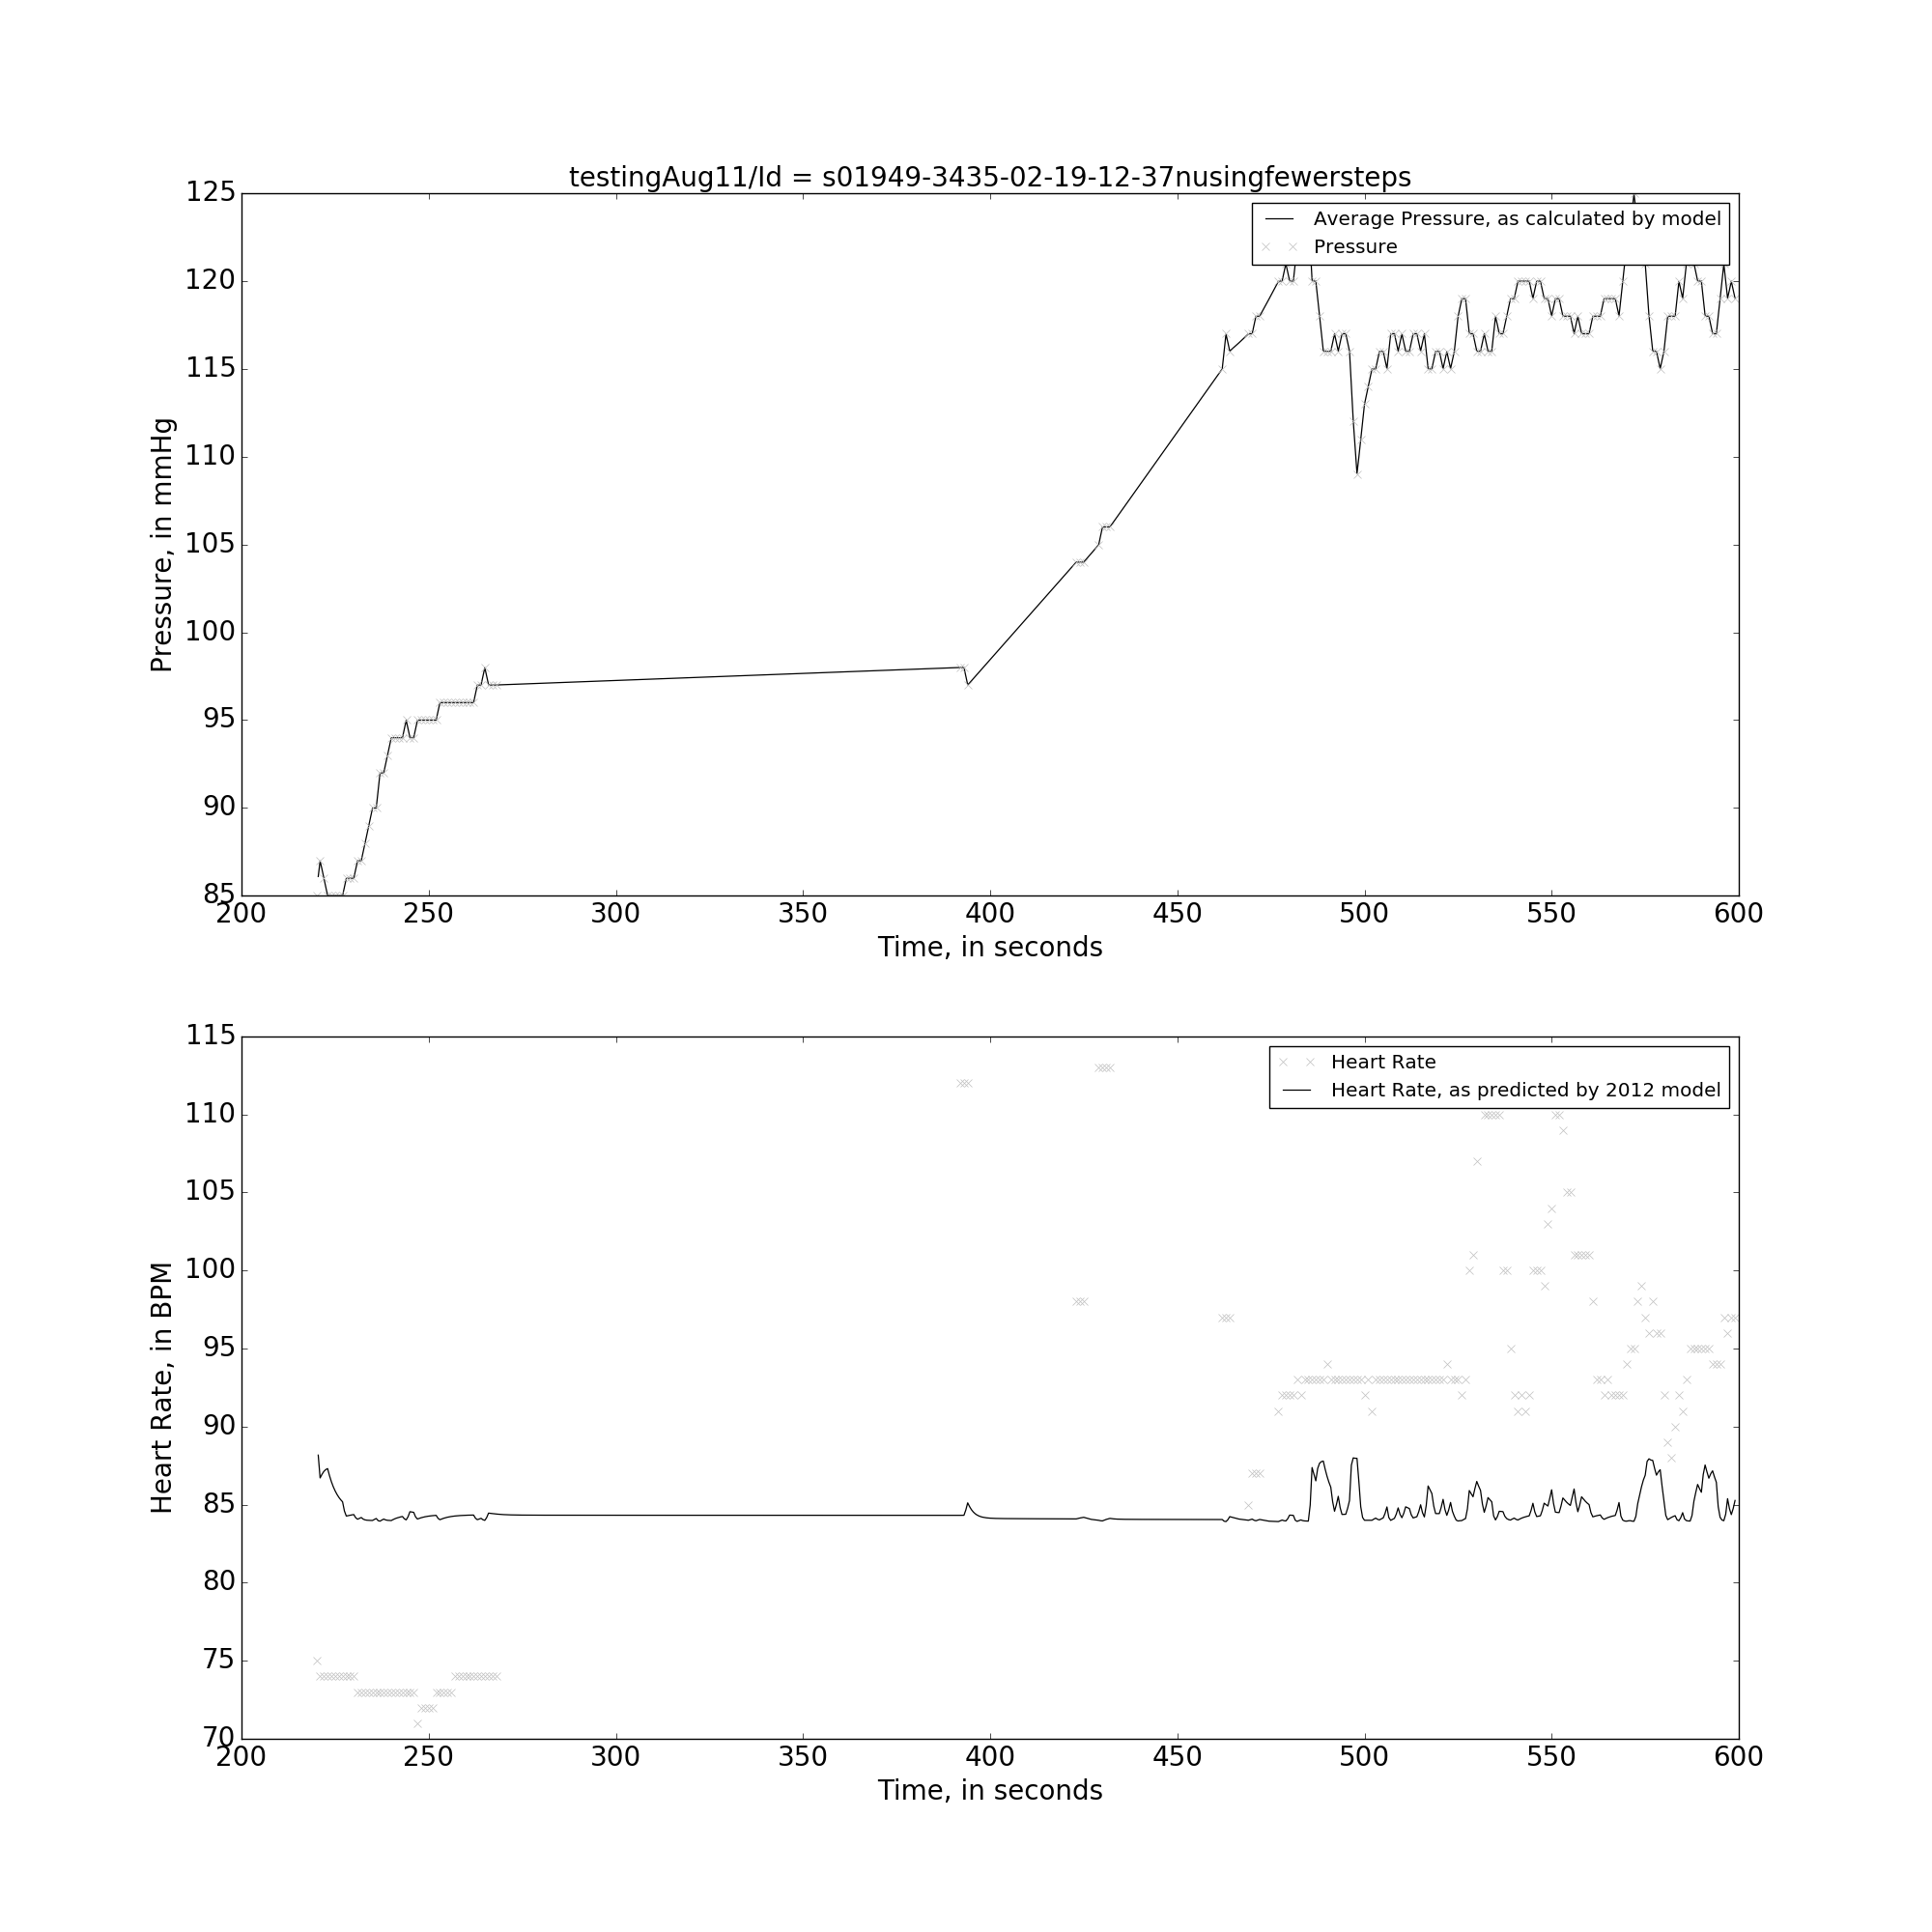 testingAug11/Id = s01949-3435-02-19-12-37nusingfewersteps
125
120
115
110
105
100
95
90
85
Pressure, in mmHg
Average Pressure, as calculated by model
Pressure
200 250 300 350 400 450 500 550 600
Time, in seconds
115
110
105
100
95
90
85
80
75
70
Heart Rate, in BPM
Heart Rate
Heart Rate, as predicted by 2012 model
200 250 300 350 400 450 500 550 600
Time, in seconds